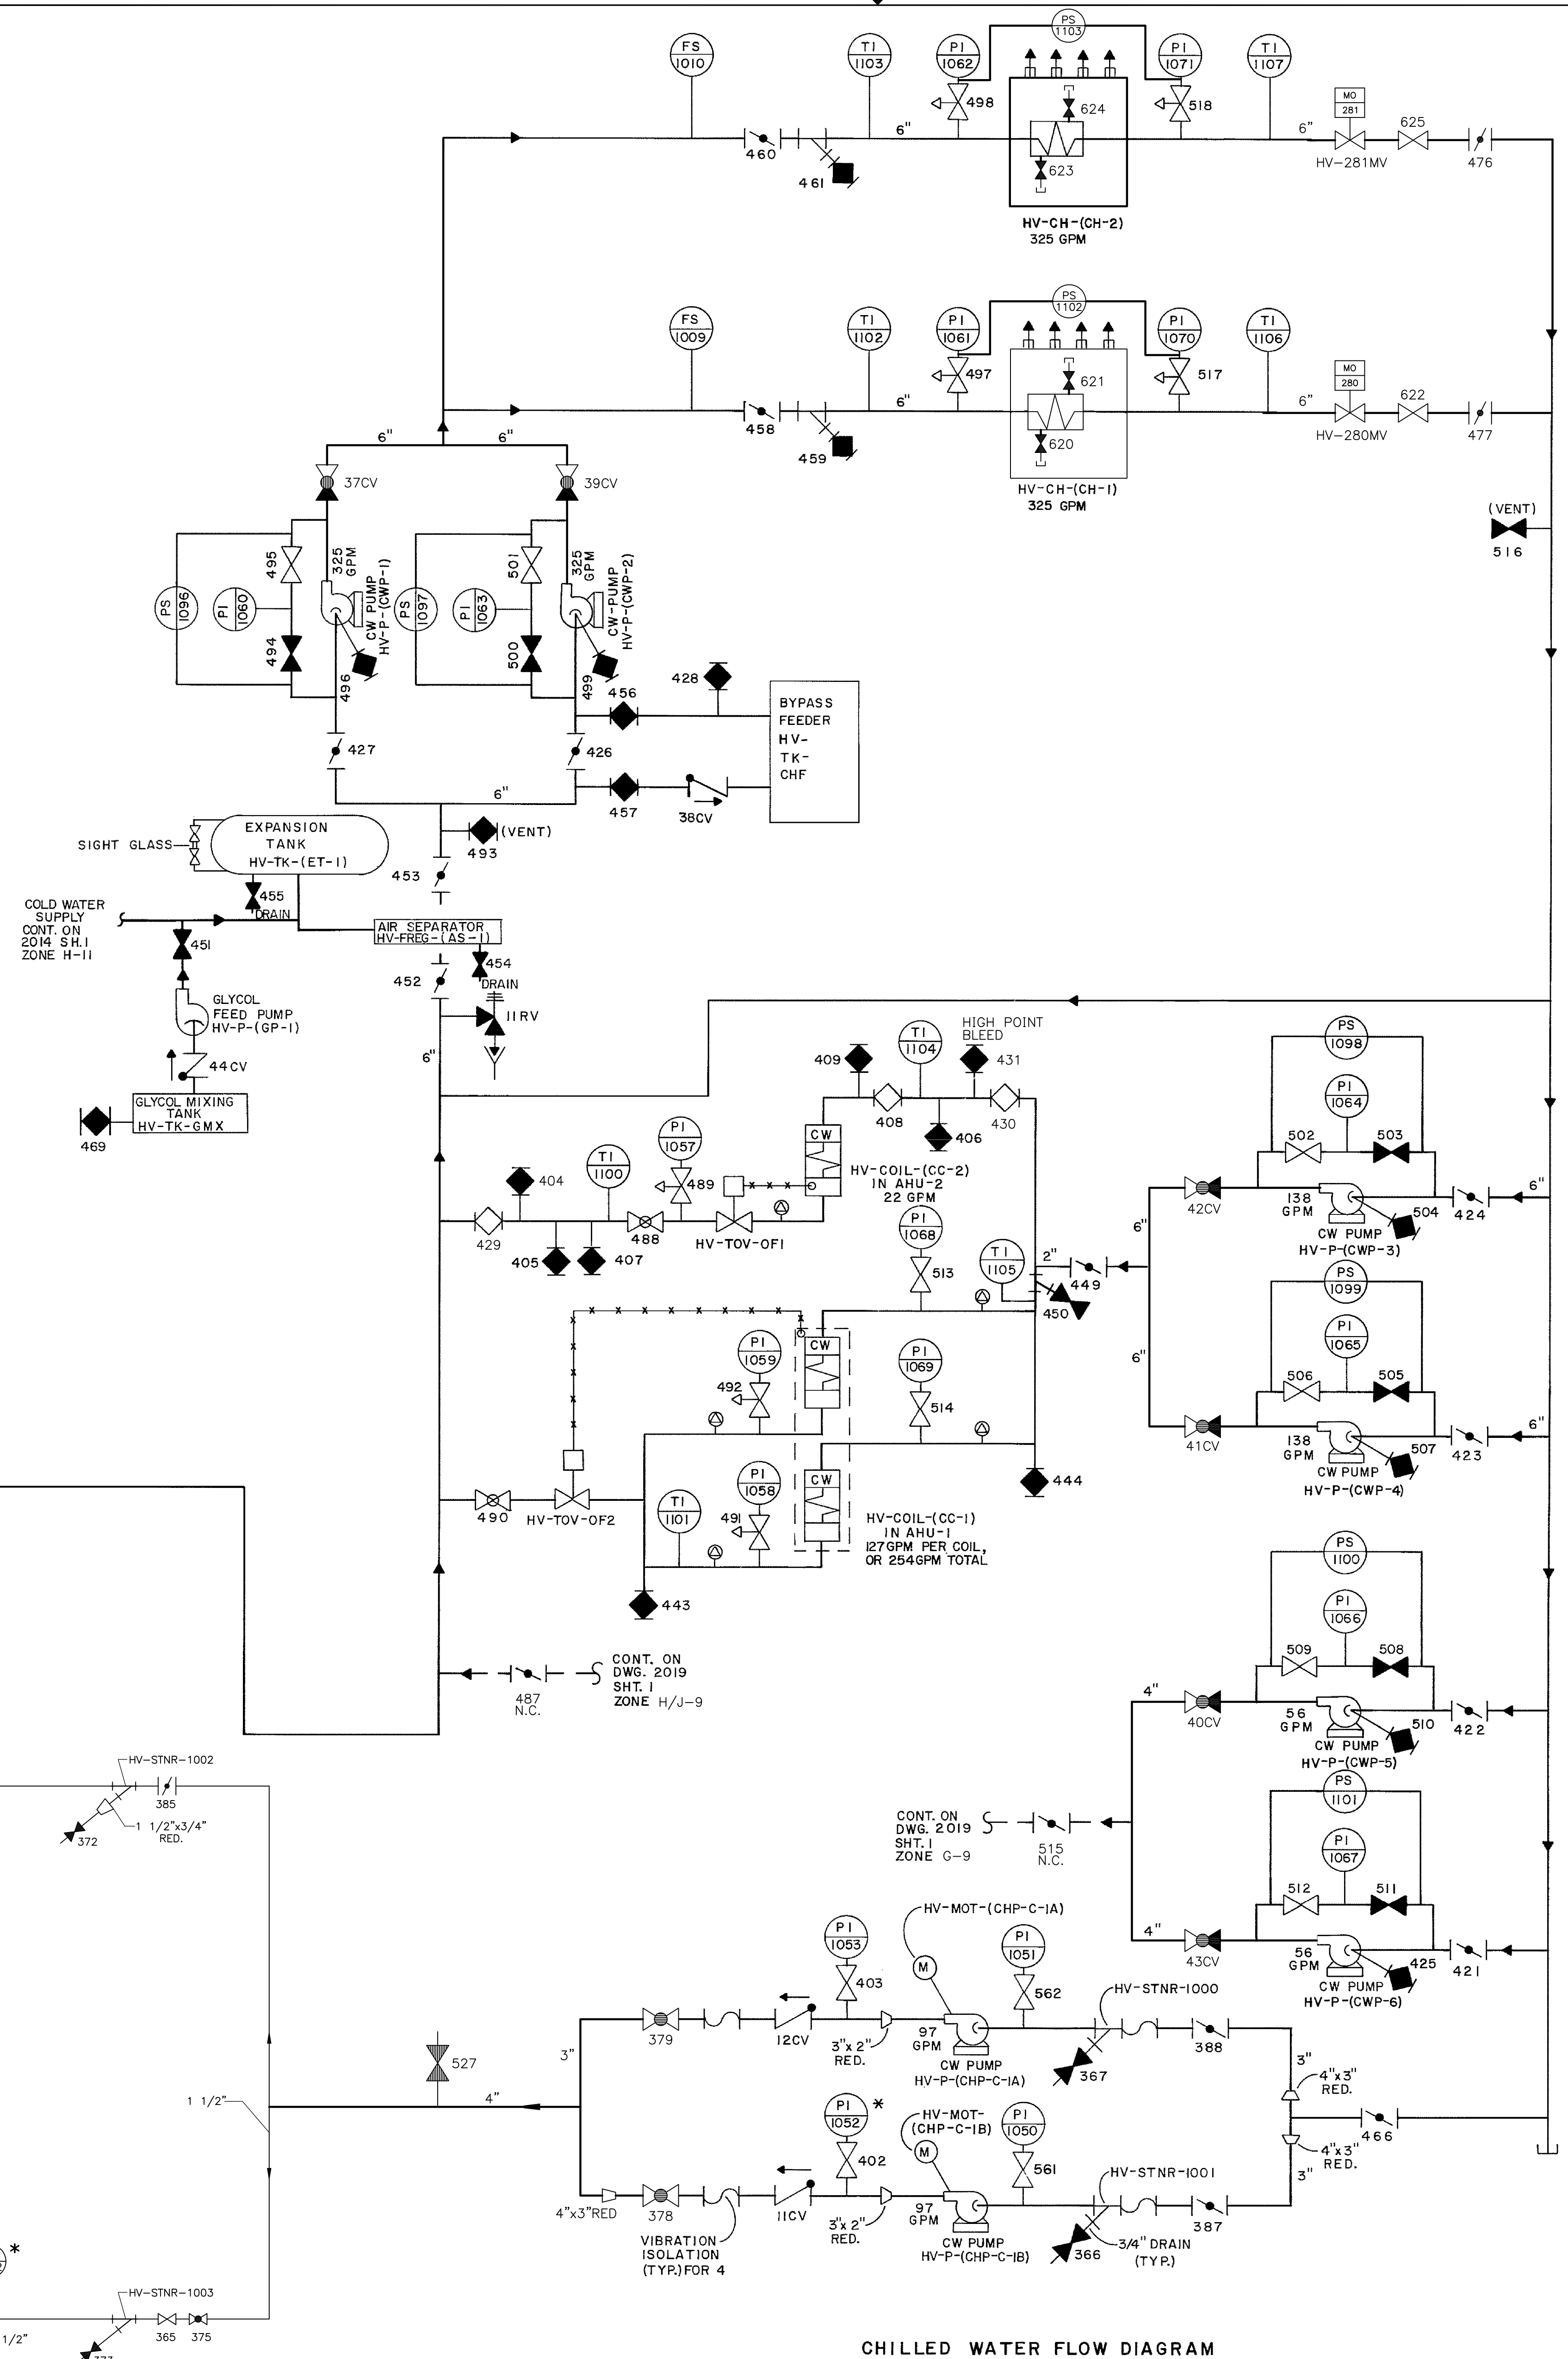 PS
1103
FS
1010
TI
1103
PI
1062
PI
1071
TI
1107
498
624
518
MO
281
625
6"
6"
460
461
623
HV-281MV
476
HV-CH-(CH-2)
325 GPM
PS
1102
FS
1009
TI
1102
PI
1061
PI
1070
TI
1106
497
621
517
MO
280
622
6"
6"
458
459
620
HV-280MV
477
HV-CH-(CH-1)
325 GPM
6"
6"
37CV
39CV
(VENT)
516
495
325
GPM
501
325
GPM
PS
1096
PI
1060
CW PUMP
HV-P-(CWP-1)
PS
1097
PI
1063
CW-PUMP
HV-P-(CWP-2)
494
496
500
499
456
428
BYPASS
FEEDER
HV-
TK-
CHF
427
426
6"
457
38CV
EXPANSION
TANK
HV-TK-(ET-1)
SIGHT GLASS
(VENT)
493
453
455
DRAIN
COLD WATER
SUPPLY
CONT. ON
2014 SH.1
ZONE H-11
AIR SEPARATOR
HV-FREG-(AS-1)
451
452
454
DRAIN
GLYCOL
FEED PUMP
HV-P-(GP-1)
11RV
44CV
6"
GLYCOL MIXING
TANK
HV-TK-GMX
469
409
TI
1104
HIGH POINT
BLEED
431
408
406
430
PI
1057
CW
TI
1100
404
489
HV-COIL-(CC-2)
IN AHU-2
22 GPM
429
405
407
488
HV-TOV-OF1
PI
1068
513
TI
1105
2"
449
450
PS
1098
PI
1064
502
503
42CV
138
GPM
504
424
6"
6"
CW PUMP
HV-P-(CWP-3)
PS
1099
PI
1065
6"
506
505
41CV
138
GPM
507
423
6"
CW PUMP
HV-P-(CWP-4)
PI
1059
CW
PI
1069
492
514
PI
1058
CW
TI
1101
491
444
490
HV-TOV-OF2
HV-COIL-(CC-1)
IN AHU-1
127GPM PER COIL,
OR 254GPM TOTAL
443
CONT. ON
DWG. 2019
SHT. 1
ZONE H/J-9
487
N.C.
PS
1100
PI
1066
509
508
4"
40CV
56
GPM
510
422
CW PUMP
HV-P-(CWP-5)
PS
1101
PI
1067
CONT. ON
DWG. 2019
SHT. 1
ZONE G-9
515
N.C.
512
511
4"
43CV
56
GPM
425
421
CW PUMP
HV-P-(CWP-6)
HV-STNR-1002
385
1 1/2"x3/4"
RED.
372
HV-MOT-(CHP-C-1A)
PI
1053
PI
1051
M
403
562
HV-STNR-1000
379
12CV
3"x 2"
RED.
97
GPM
CW PUMP
HV-P-(CHP-C-1A)
367
388
3"
3"
4"x3"
RED.
527
1 1/2"
4"
466
PI
1052
*
HV-MOT-
(CHP-C-1B)
PI
1050
M
402
561
HV-STNR-1001
4"x3"
RED.
3"
4"x3"RED
378
11CV
3"x 2"
RED.
97
GPM
CW PUMP
HV-P-(CHP-C-1B)
366
387
3/4" DRAIN
(TYP.)
VIBRATION
ISOLATION
(TYP.) FOR 4
*
HV-STNR-1003
365
375
1/2"
CHILLED WATER FLOW DIAGRAM